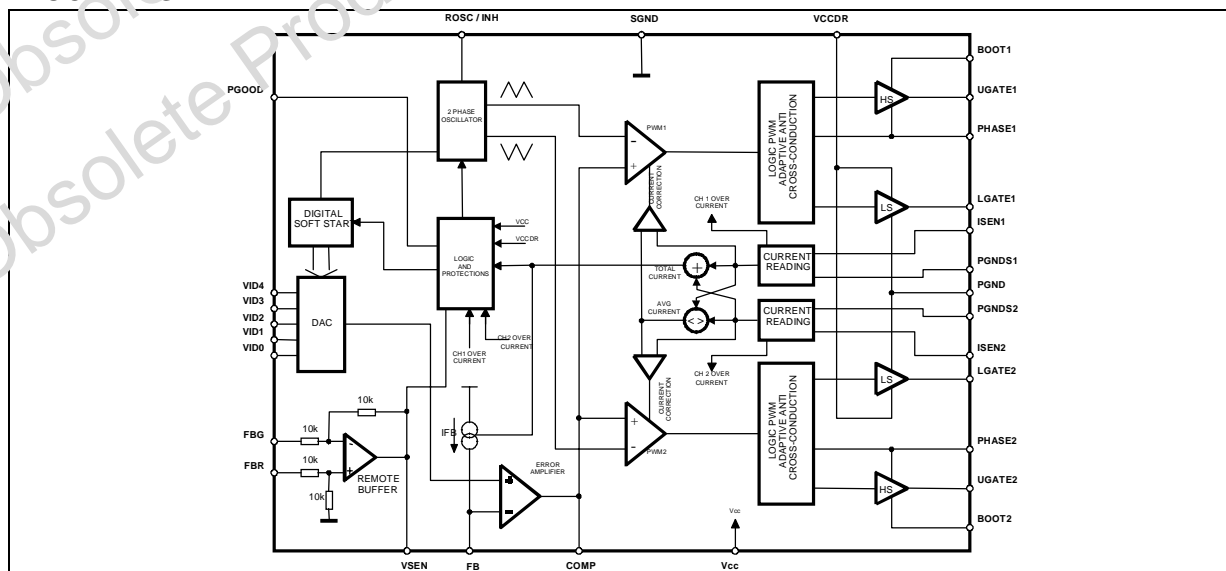 Obsolete Pro
Obsolete
ROSC / INH
SGND
VCCDR
BOOT1
PGOOD
2 PHASE
OSCILLATOR
PWM1
LOGIC PWM
ADAPTIVE ANTI
CROSS-CONDUCTION
HS
UGATE1
PHASE1
CURRENT
CORRECTION
CH 1 OVER
CURRENT
LS
LGATE1
ISEN1
DIGITAL
SOFT START
VCC
VCCDR
LOGIC
AND
PROTECTIONS
TOTAL
CURRENT
CURRENT
READING
PGNDS1
PGND
VID4
VID3
VID2
VID1
VID0
DAC
AVG
CURRENT
< >
CURRENT
READING
PGNDS2
ISEN2
CH1 OVER
CURRENT
CH2 OVER
CURRENT
CH 2 OVER
CURRENT
CURRENT
CORRECTION
LOGIC PWM
ADAPTIVE ANTI
CROSS-CONDUCTION
LS
LGATE2
10k
IFB
10k
FBG
10k
FBR
10k
REMOTE
BUFFER
ERROR
AMPLIFIER
PWM2
PHASE2
HS
UGATE2
BOOT2
Vcc
VSEN
FB
COMP
Vcc